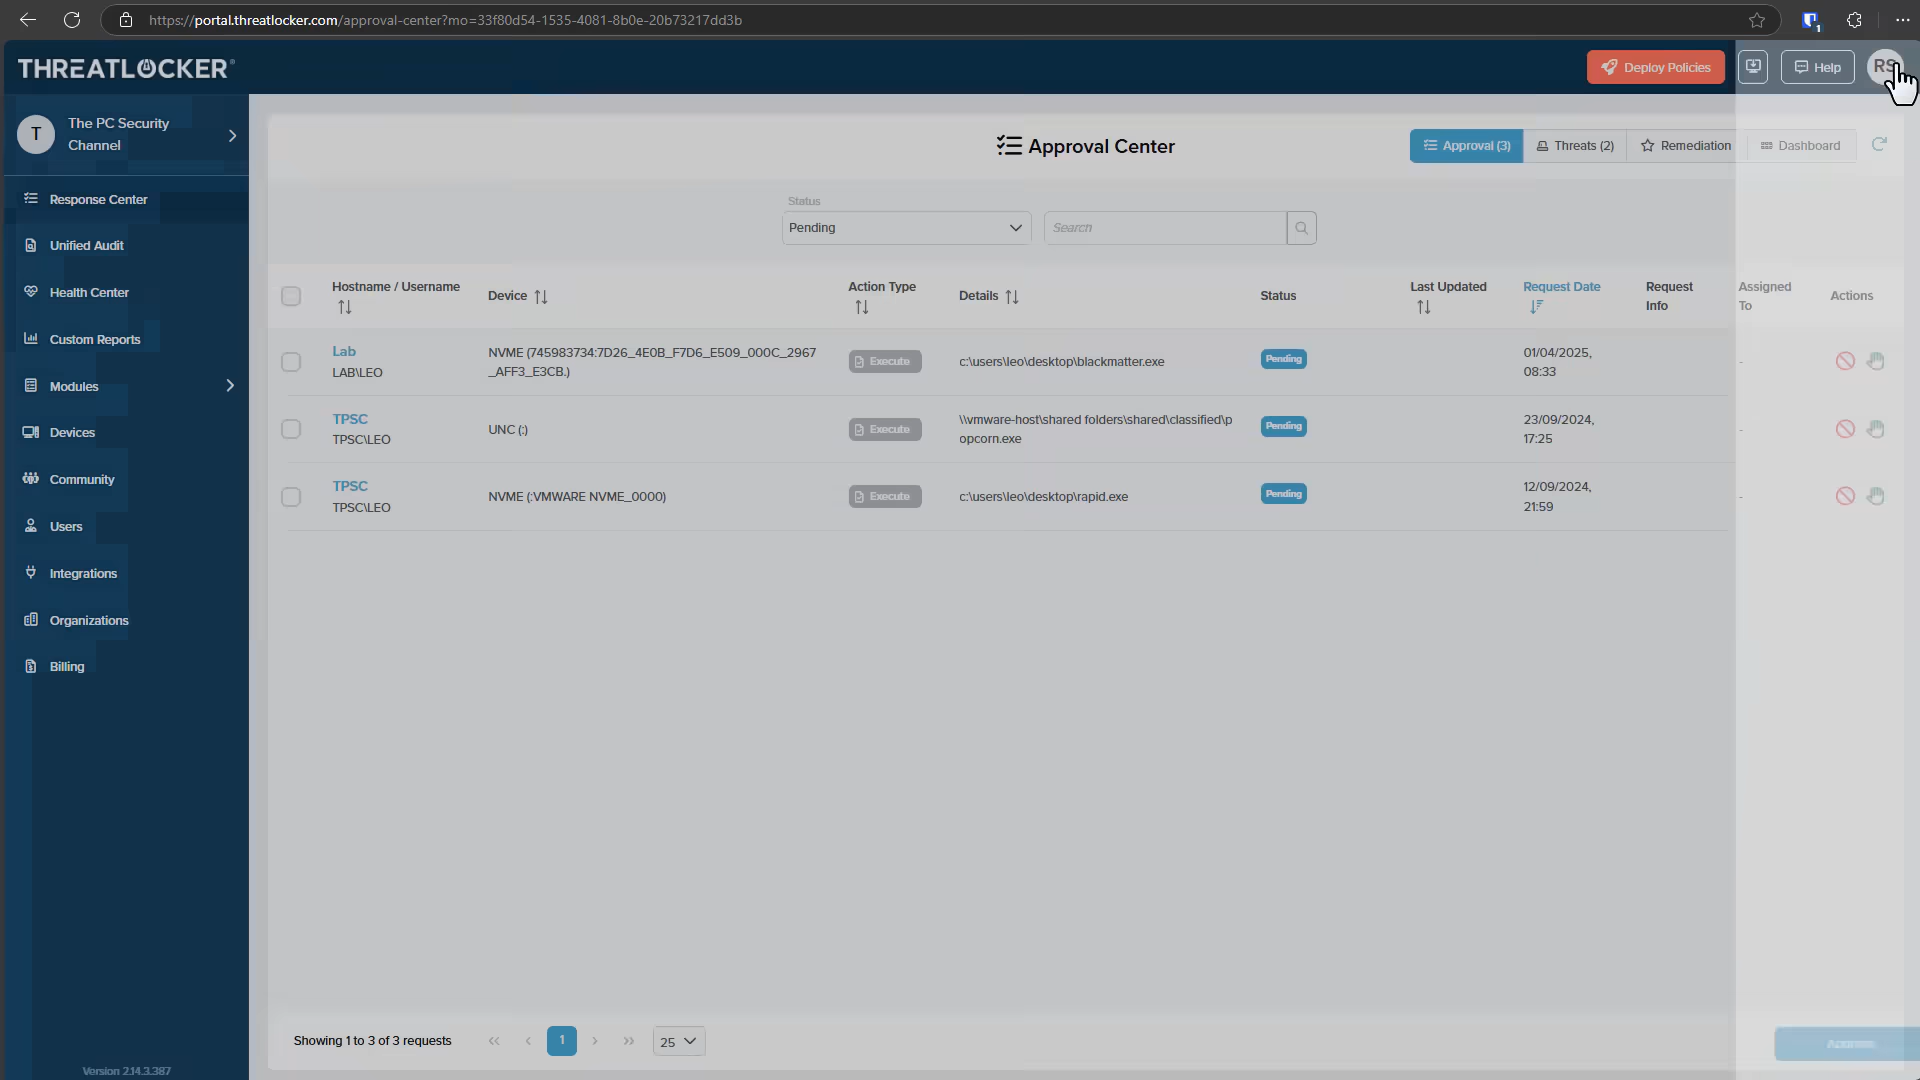 https://portal.threatlocker.com/approval-center?mo=33f80d54-1535-4081-8b0e-20b73217dd3b
THREATLOCKER
Deploy Policies
Help
RS
T
The PC Security
Channel
Response Center
Unified Audit
Health Center
Custom Reports
Modules
Devices
Community
Users
Integrations
Organizations
Billing
Version 2.14.3.387
Approval Center
Approval (3)
Threats (2)
Remediation
Dashboard
Status
Pending
Search
Hostname / Username
Device
Action Type
Details
Status
Last Updated
Request Date
Request
Info
Assigned
To
Actions
Lab
LAB\LEO
NVME (745983734:7D26_4E0B_F7D6_E509_000C_2967
_AFF3_E3CB.)
Execute
c:\users\leo\desktop\blackmatter.exe
Pending
01/04/2025,
08:33
-
TPSC
TPSC\LEO
UNC (:)
Execute
\\vmware-host\shared folders\shared\classified\p
opcorn.exe
Pending
23/09/2024,
17:25
-
TPSC
TPSC\LEO
NVME (:VMWARE NVME_0000)
Execute
c:\users\leo\desktop\rapid.exe
Pending
12/09/2024,
21:59
-
Showing 1 to 3 of 3 requests
1
25